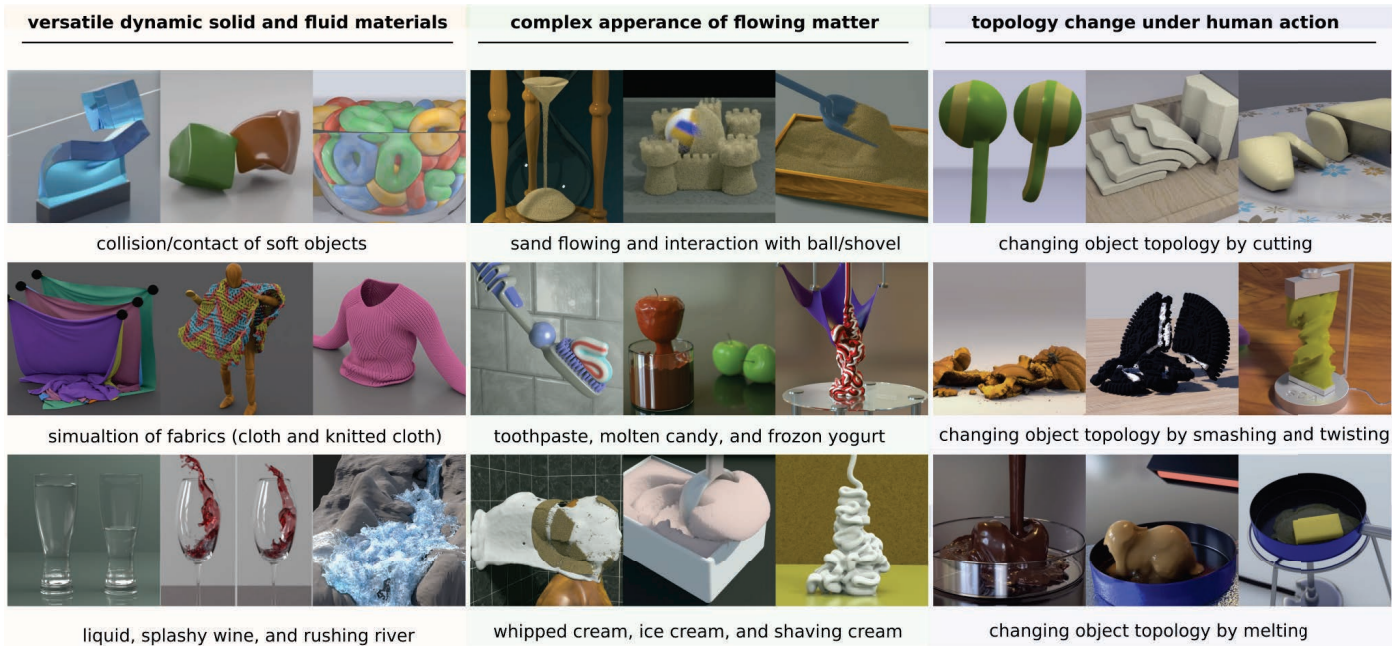 versatile dynamic solid and fluid materials
complex apperance of flowing matter
topology change under human action
collision/contact of soft objects
sand flowing and interaction with ball/shovel
changing object topology by cutting
simualtion of fabrics (cloth and knitted cloth)
toothpaste, molten candy, and frozon yogurt
changing object topology by smashing and twisting
liquid, splashy wine, and rushing river
whipped cream, ice cream, and shaving cream
changing object topology by melting